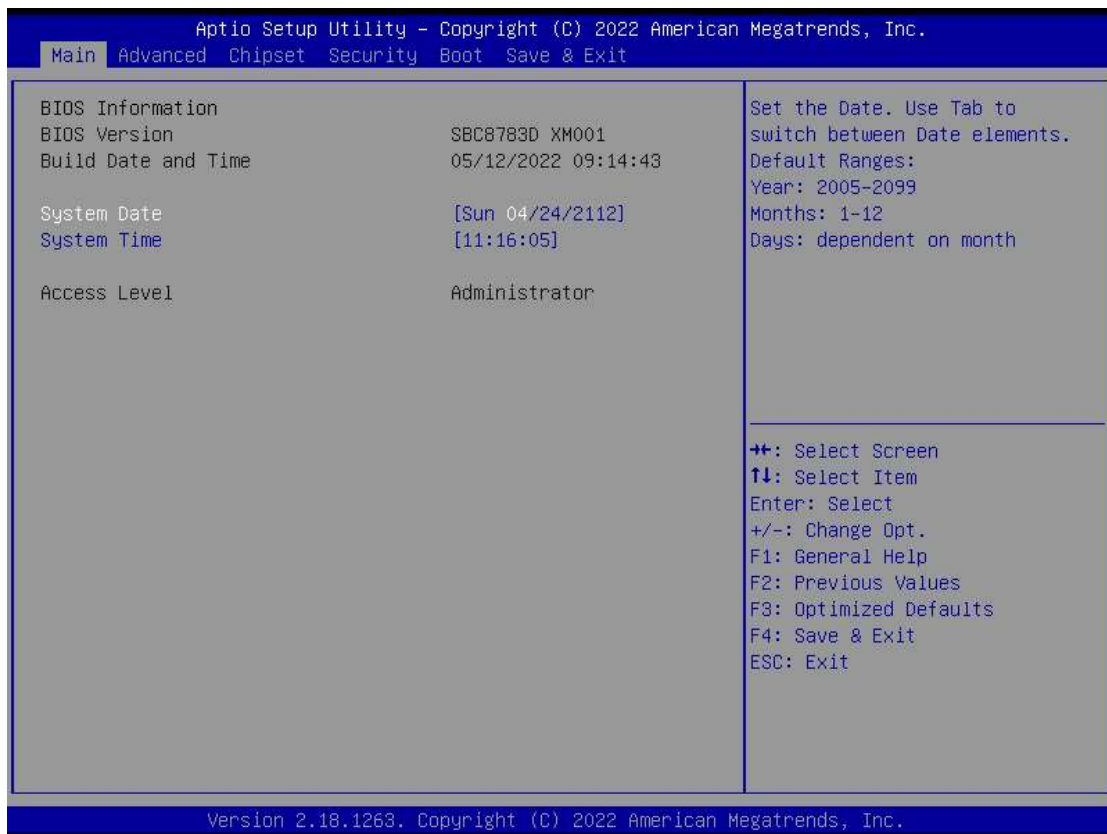 Aptio Setup Utility – Copyright (C) 2022 American Megatrends, Inc.
Main Advanced Chipset Security Boot Save & Exit
BIOS Information
BIOS Version SBC8783D XM001
Build Date and Time 05/12/2022 09:14:43
System Date [Sun 04/24/2112]
System Time [11:16:05]
Access Level Administrator
Set the Date. Use Tab to
switch between Date elements.
Default Ranges:
Year: 2005-2099
Months: 1-12
Days: dependent on month
→←: Select Screen
↑↓: Select Item
Enter: Select
+/-: Change Opt.
F1: General Help
F2: Previous Values
F3: Optimized Defaults
F4: Save & Exit
ESC: Exit
Version 2.18.1263. Copyright (C) 2022 American Megatrends, Inc.